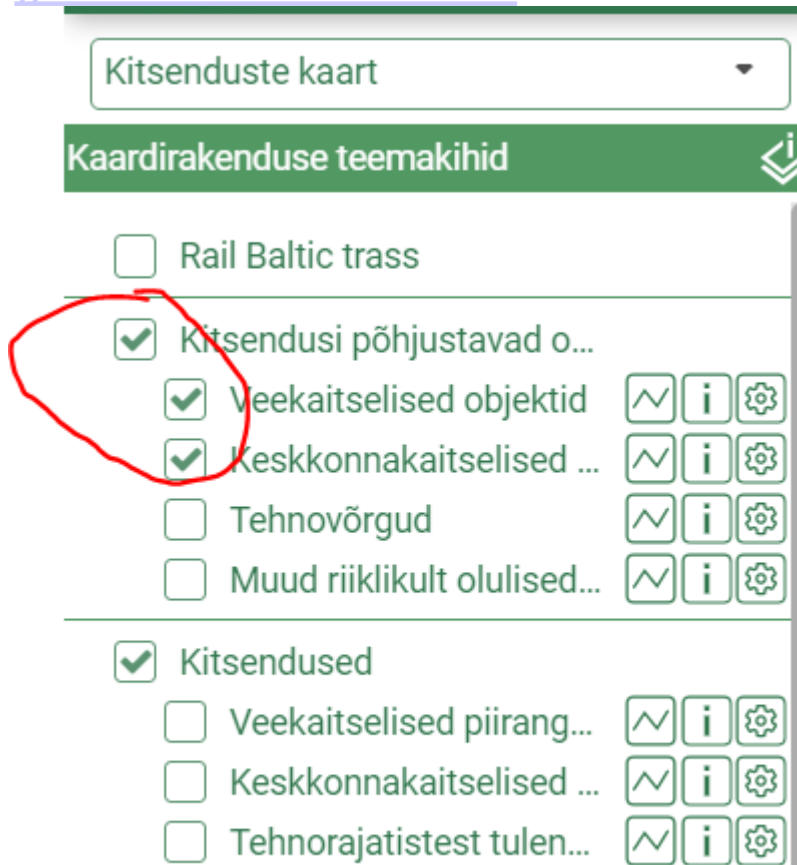 Kitsenduste kaart
Kaardirakenduse teemakihid
Rail Baltic trass
Kitsendusi põhjustavad o...
Veekaitselised objektid
Keskkonnakaitselised ...
Tehnovõrgud
Muud riiklikult olulised...
Kitsendused
Veekaitselised piirang...
Keskkonnakaitselised ...
Tehnorajatistest tulen...